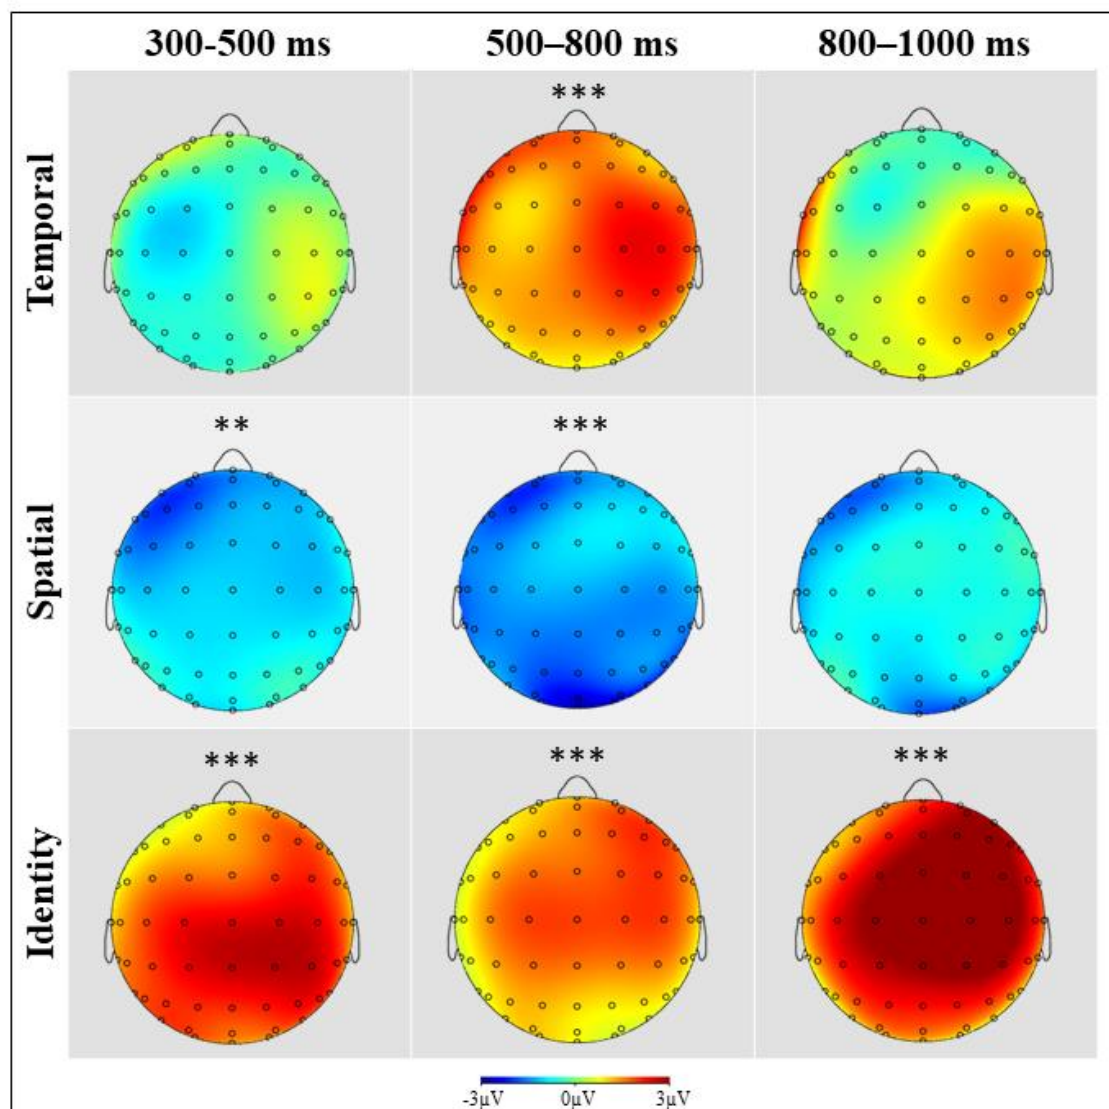 300-500 ms 500–800 ms 800–1000 ms
Temporal
***
Spatial
** ***
Identity
*** *** ***
-3µV 0µV 3µV